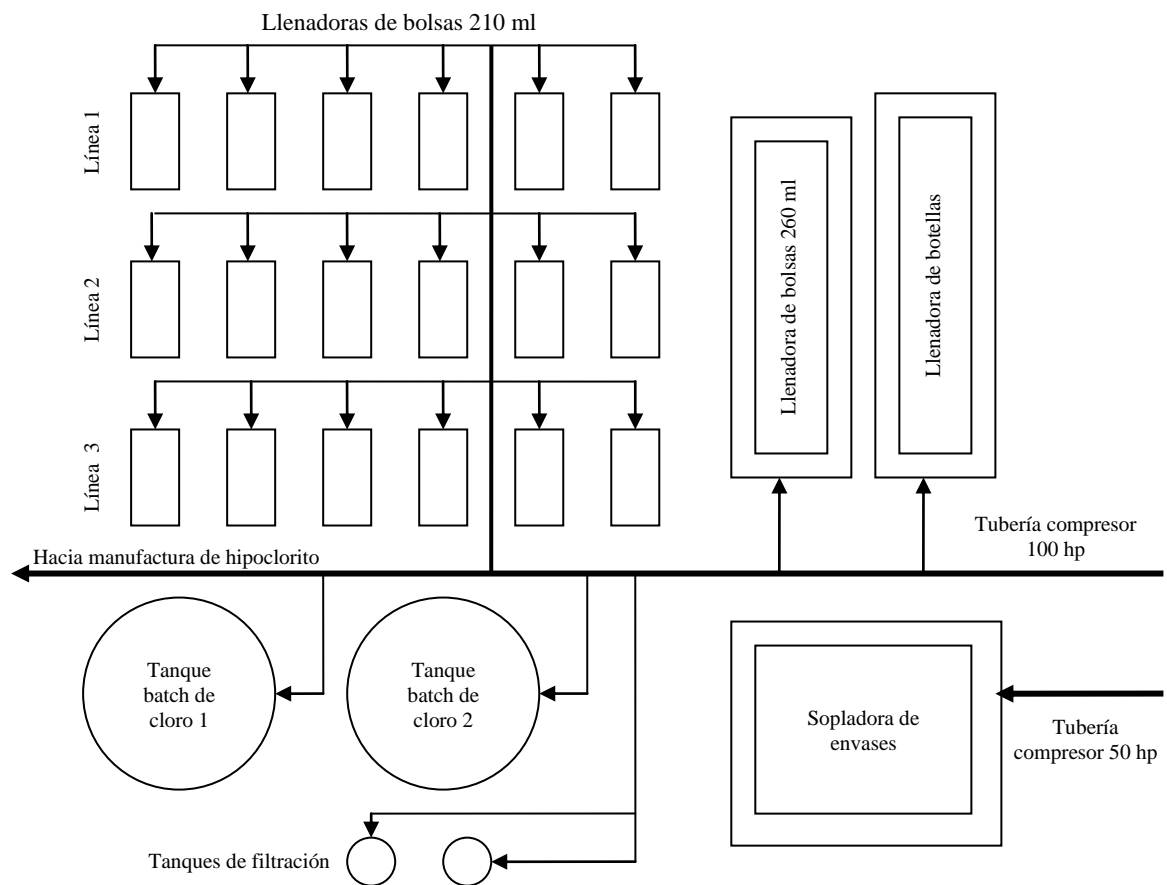 Llenadoras de bolsas 210 ml
Línea 1
Línea 2
Línea 3
Llenadora de bolsas 260 ml
Llenadora de botellas
Tubería compresor
100 hp
Hacia manufactura de hipoclorito
Tanque
batch de
cloro 1
Tanque
batch de
cloro 2
Sopladora de
envases
Tubería
compresor 50 hp
Tanques de filtración